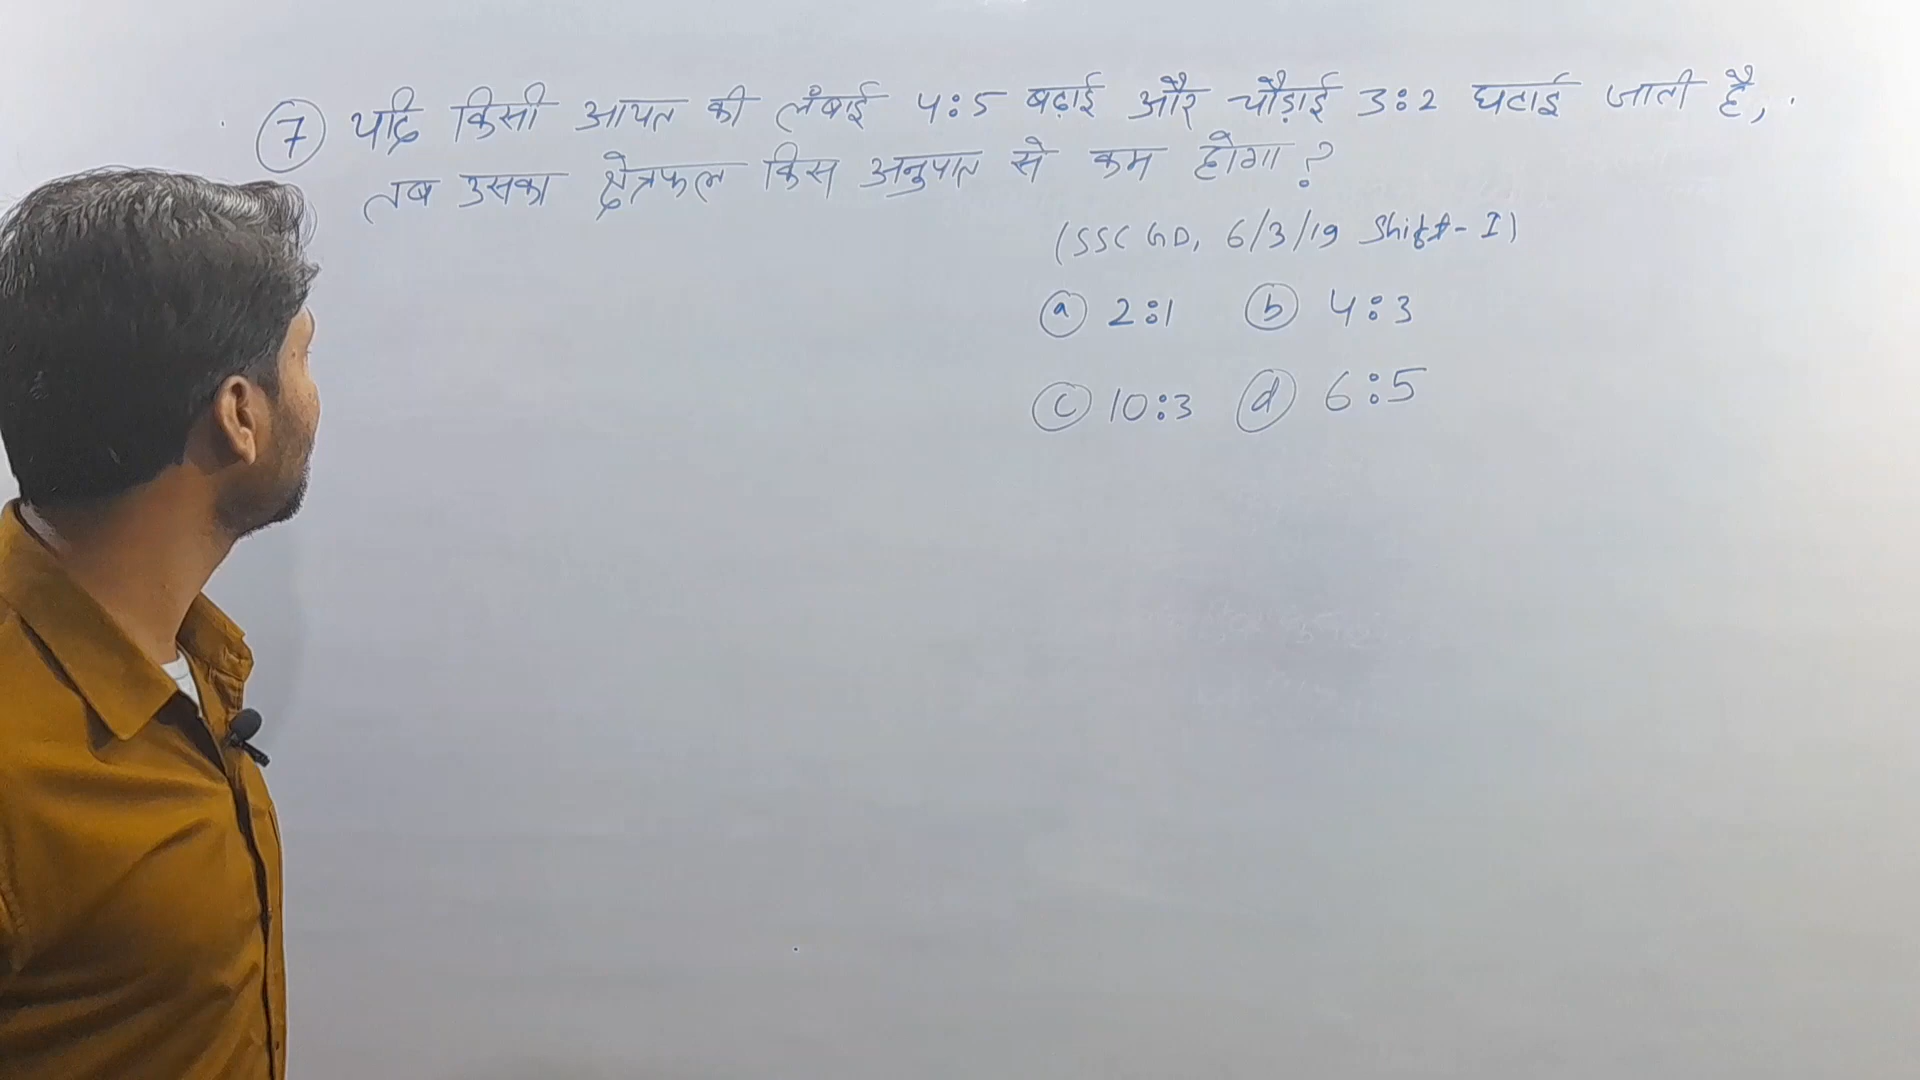 7 यदि किसी आयत की लँबाई 4:5 बढ़ाई और चौड़ाई 3:2 घटाई जाती है,
तब उसका क्षेत्रफल किस अनुपात से कम होगा?
(SSC GD, 6/3/19 Shift-I)
(a) 2:1 (b) 4:3
(c) 10:3 (d) 6:5